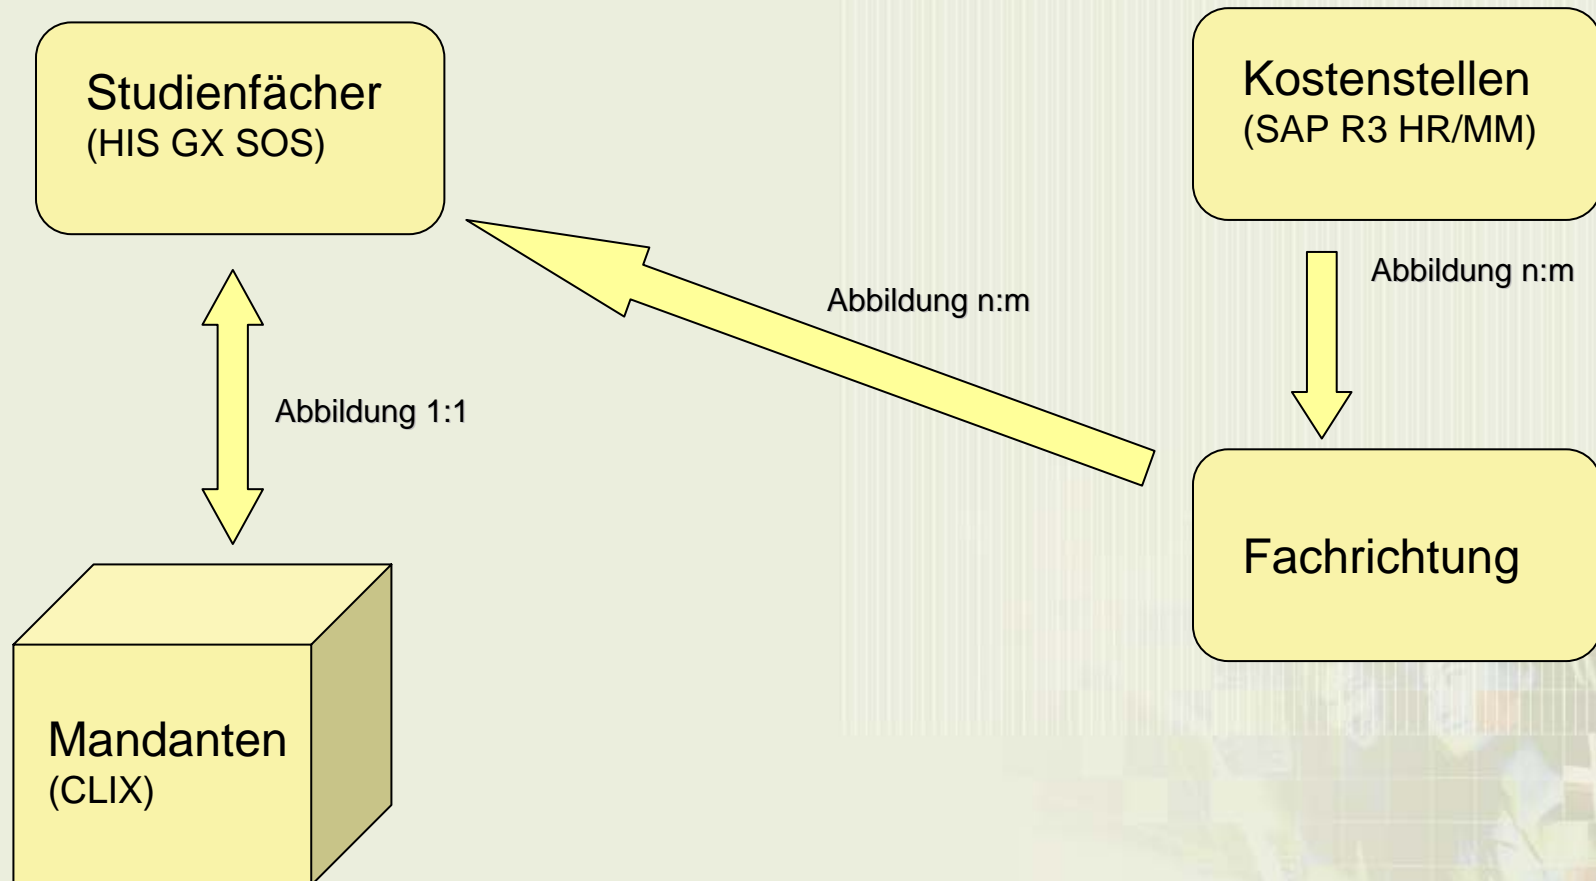 Studienfächer
(HIS GX SOS)
Kostenstellen
(SAP R3 HR/MM)
Abbildung n:m
Abbildung n:m
Abbildung 1:1
Fachrichtung
Mandanten
(CLIX)